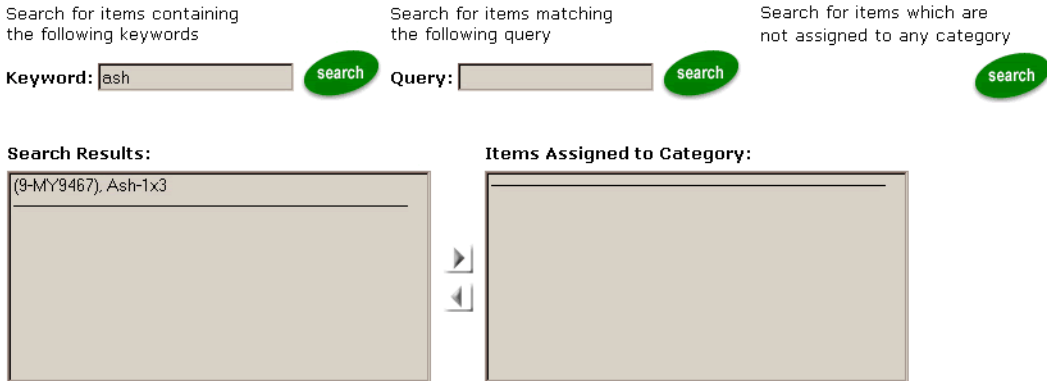 Search for items containing
the following keywords
Keyword: ash search
Search for items matching
the following query
Query: search
Search for items which are
not assigned to any category
search
Search Results:
(9-MY9467), Ash-1x3
Items Assigned to Category: